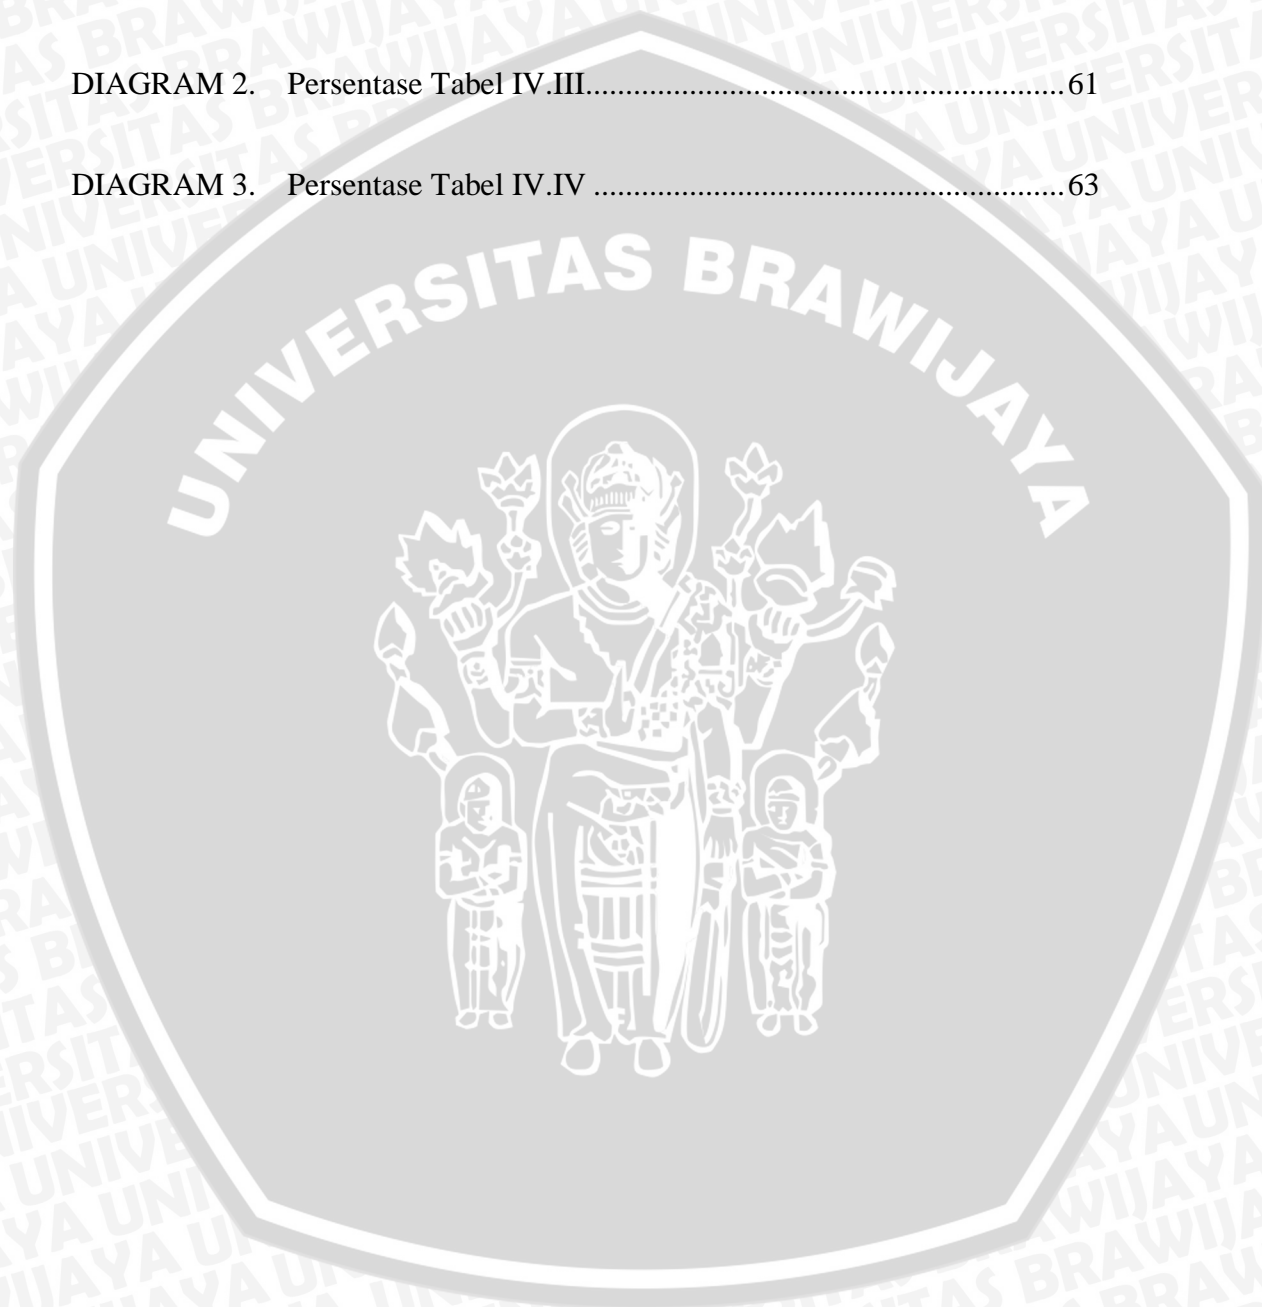 DIAGRAM 2. Persentase Tabel IV.III............................................................61
DIAGRAM 3. Persentase Tabel IV.IV ...........................................................63
UNIVERSITAS BRAWIJAYA